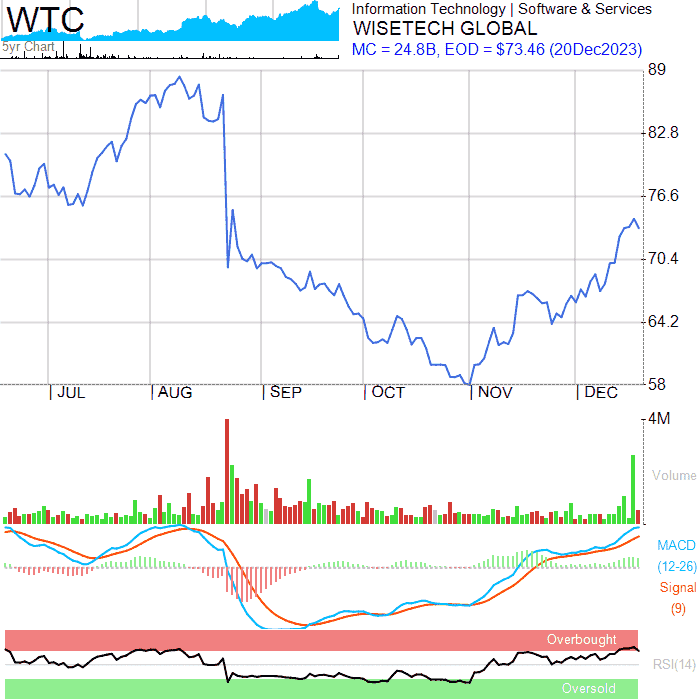 WTC
5yr Chart
Information Technology | Software & Services
WISETECH GLOBAL
MC = 24.8B, EOD = $73.46 (20Dec2023)
89
82.8
76.6
70.4
64.2
58
JUL AUG SEP OCT NOV DEC
4M
Volume
MACD
(12-26)
Signal
(9)
Overbought
RSI(14)
Oversold